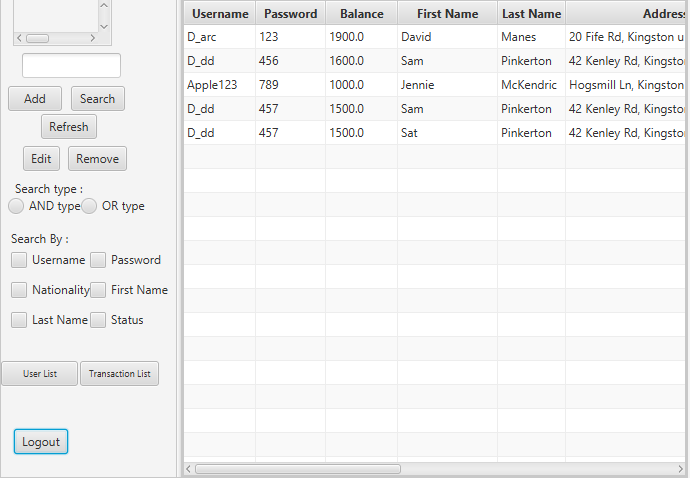 Username Password Balance First Name Last Name Address
D_arc 123 1900.0 David Manes 20 Fife Rd, Kingston u
D_dd 456 1600.0 Sam Pinkerton 42 Kenley Rd, Kingsto
Apple123 789 1000.0 Jennie McKendric Hogsmill Ln, Kingston
D_dd 457 1500.0 Sam Pinkerton 42 Kenley Rd, Kingsto
D_dd 457 1500.0 Sat Pinkerton 42 Kenley Rd, Kingsto
Add Search
Refresh
Edit Remove
Search type :
AND type OR type
Search By :
Username Password
Nationality First Name
Last Name Status
User List Transaction List
Logout